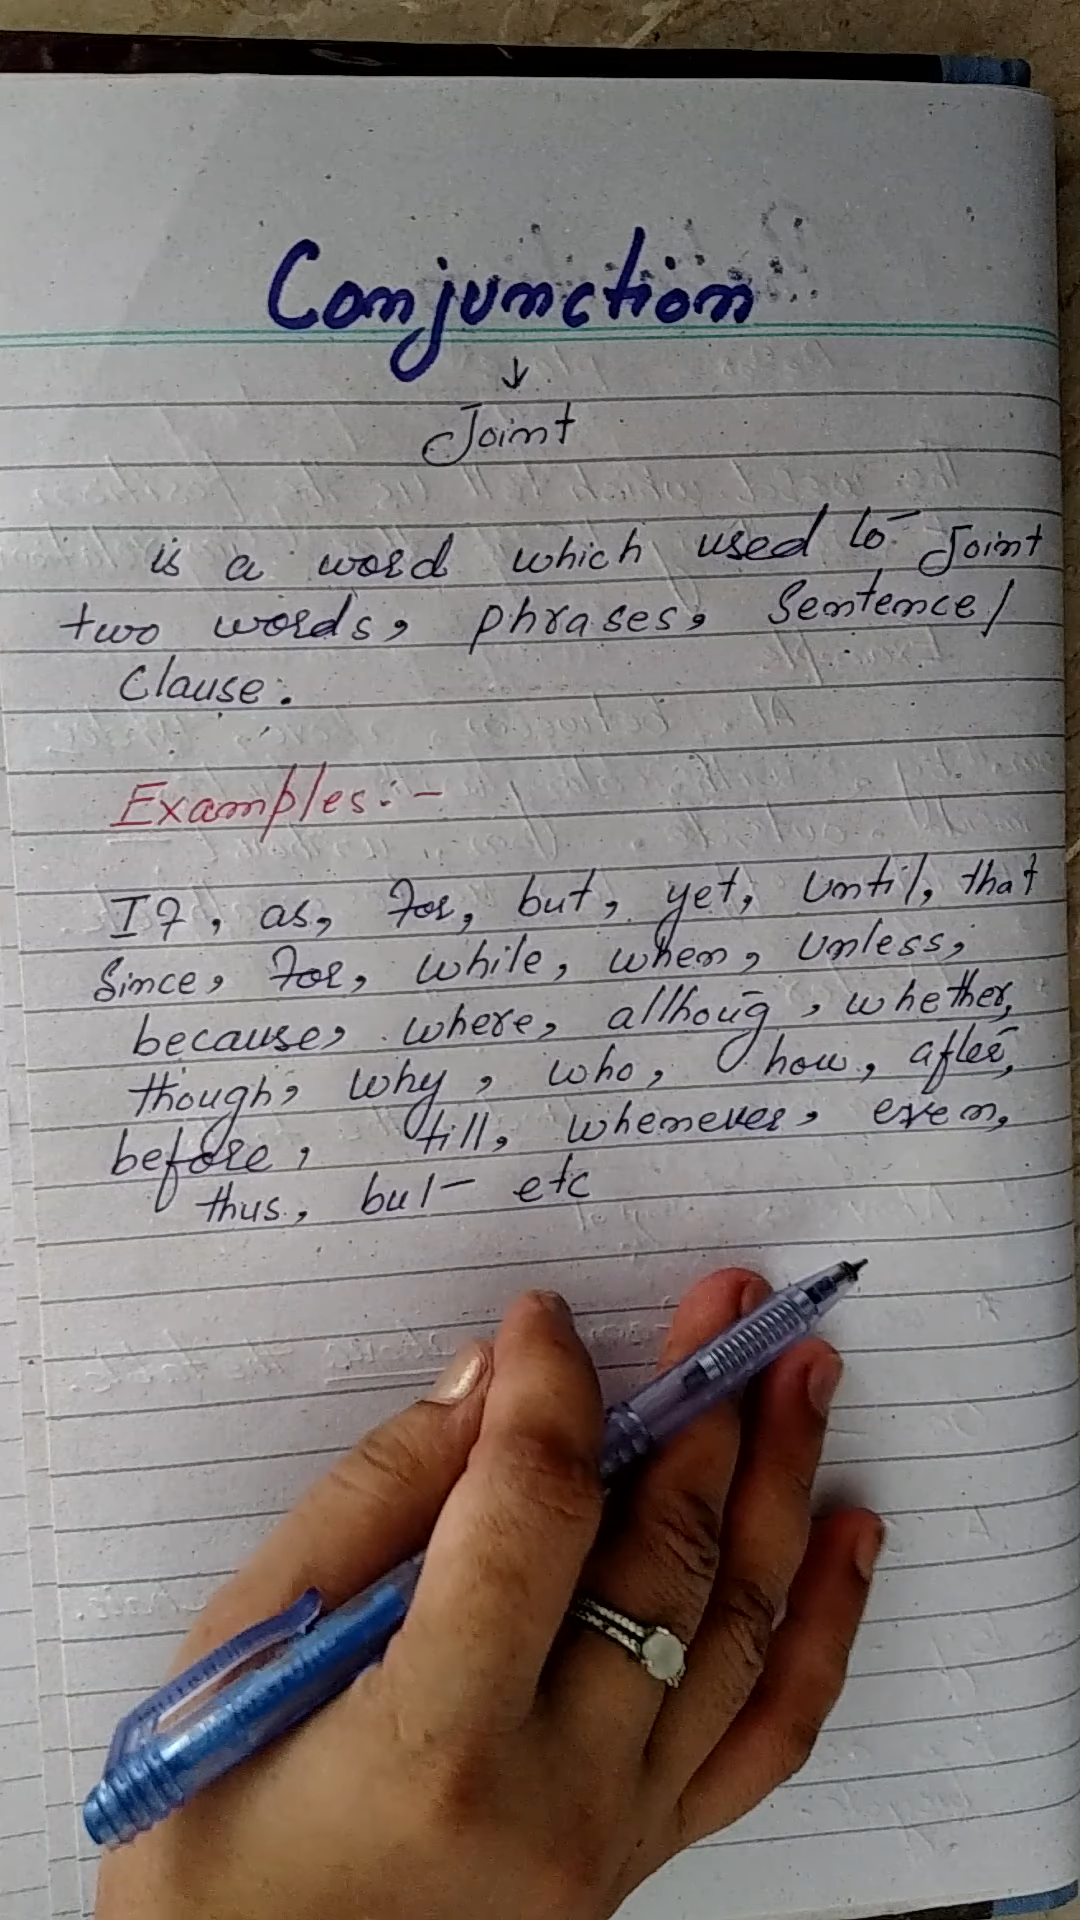 Conjunction
↓
Joint
is a word which used to Joint
two words, phrases, Sentence/
Clause.
Examples:-
If, as, For, but, yet, until, that
Since, For, while, when, unless,
because, where, althoug, whether,
though, why, who, how, after,
before, till, whenever, even,
thus, but etc